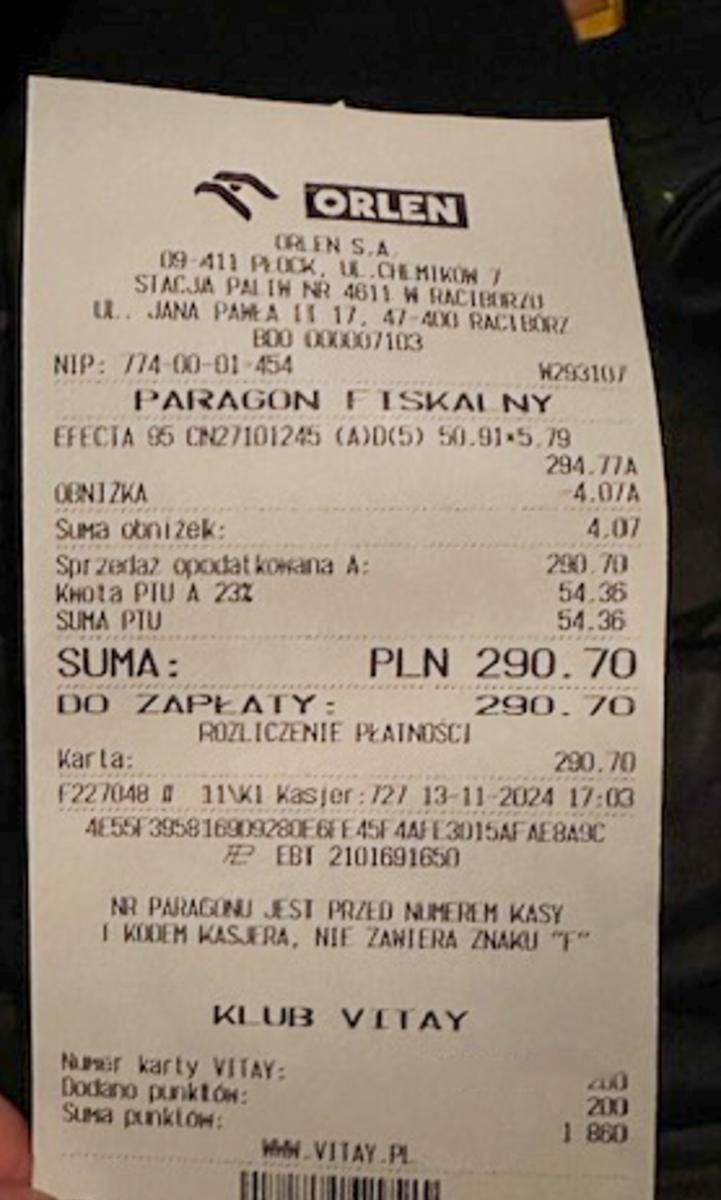 ORLEN
ORLEN S.A.
09-411 PŁOCK, UL.CHEMIKÓW 7
STACJA PALIW NR 4611 W RACIBORZU
UL. JANA PAWŁA II 17, 47-400 RACIBÓRZ
BDO 000007103
NIP: 774-00-01-454
W293107
PARAGON FISKALNY
EFECTA 95 CN27101245 (A)D(5) 50.91*5.79
294.77A
OBNIŻKA -4.07A
Suma obniżek: 4.07
Sprzedaż opodatkowana A: 290.70
Kwota PTU A 23% 54.36
SUMA PTU 54.36
SUMA: PLN 290.70
DO ZAPŁATY: 290.70
ROZLICZENIE PŁATNOŚCI
Karta: 290.70
F227048 # 11\K1 Kasjer:727 13-11-2024 17:03
EBT 2101691650
NR PARAGONU JEST PRZED NUMEREM KASY
I KODEM KASJERA, NIE ZAWIERA ZNAKU "F"
KLUB VITAY
Numer karty VITAY:
Dodano punktów: 200
Suma punktów: 1 860
WWW.VITAY.PL